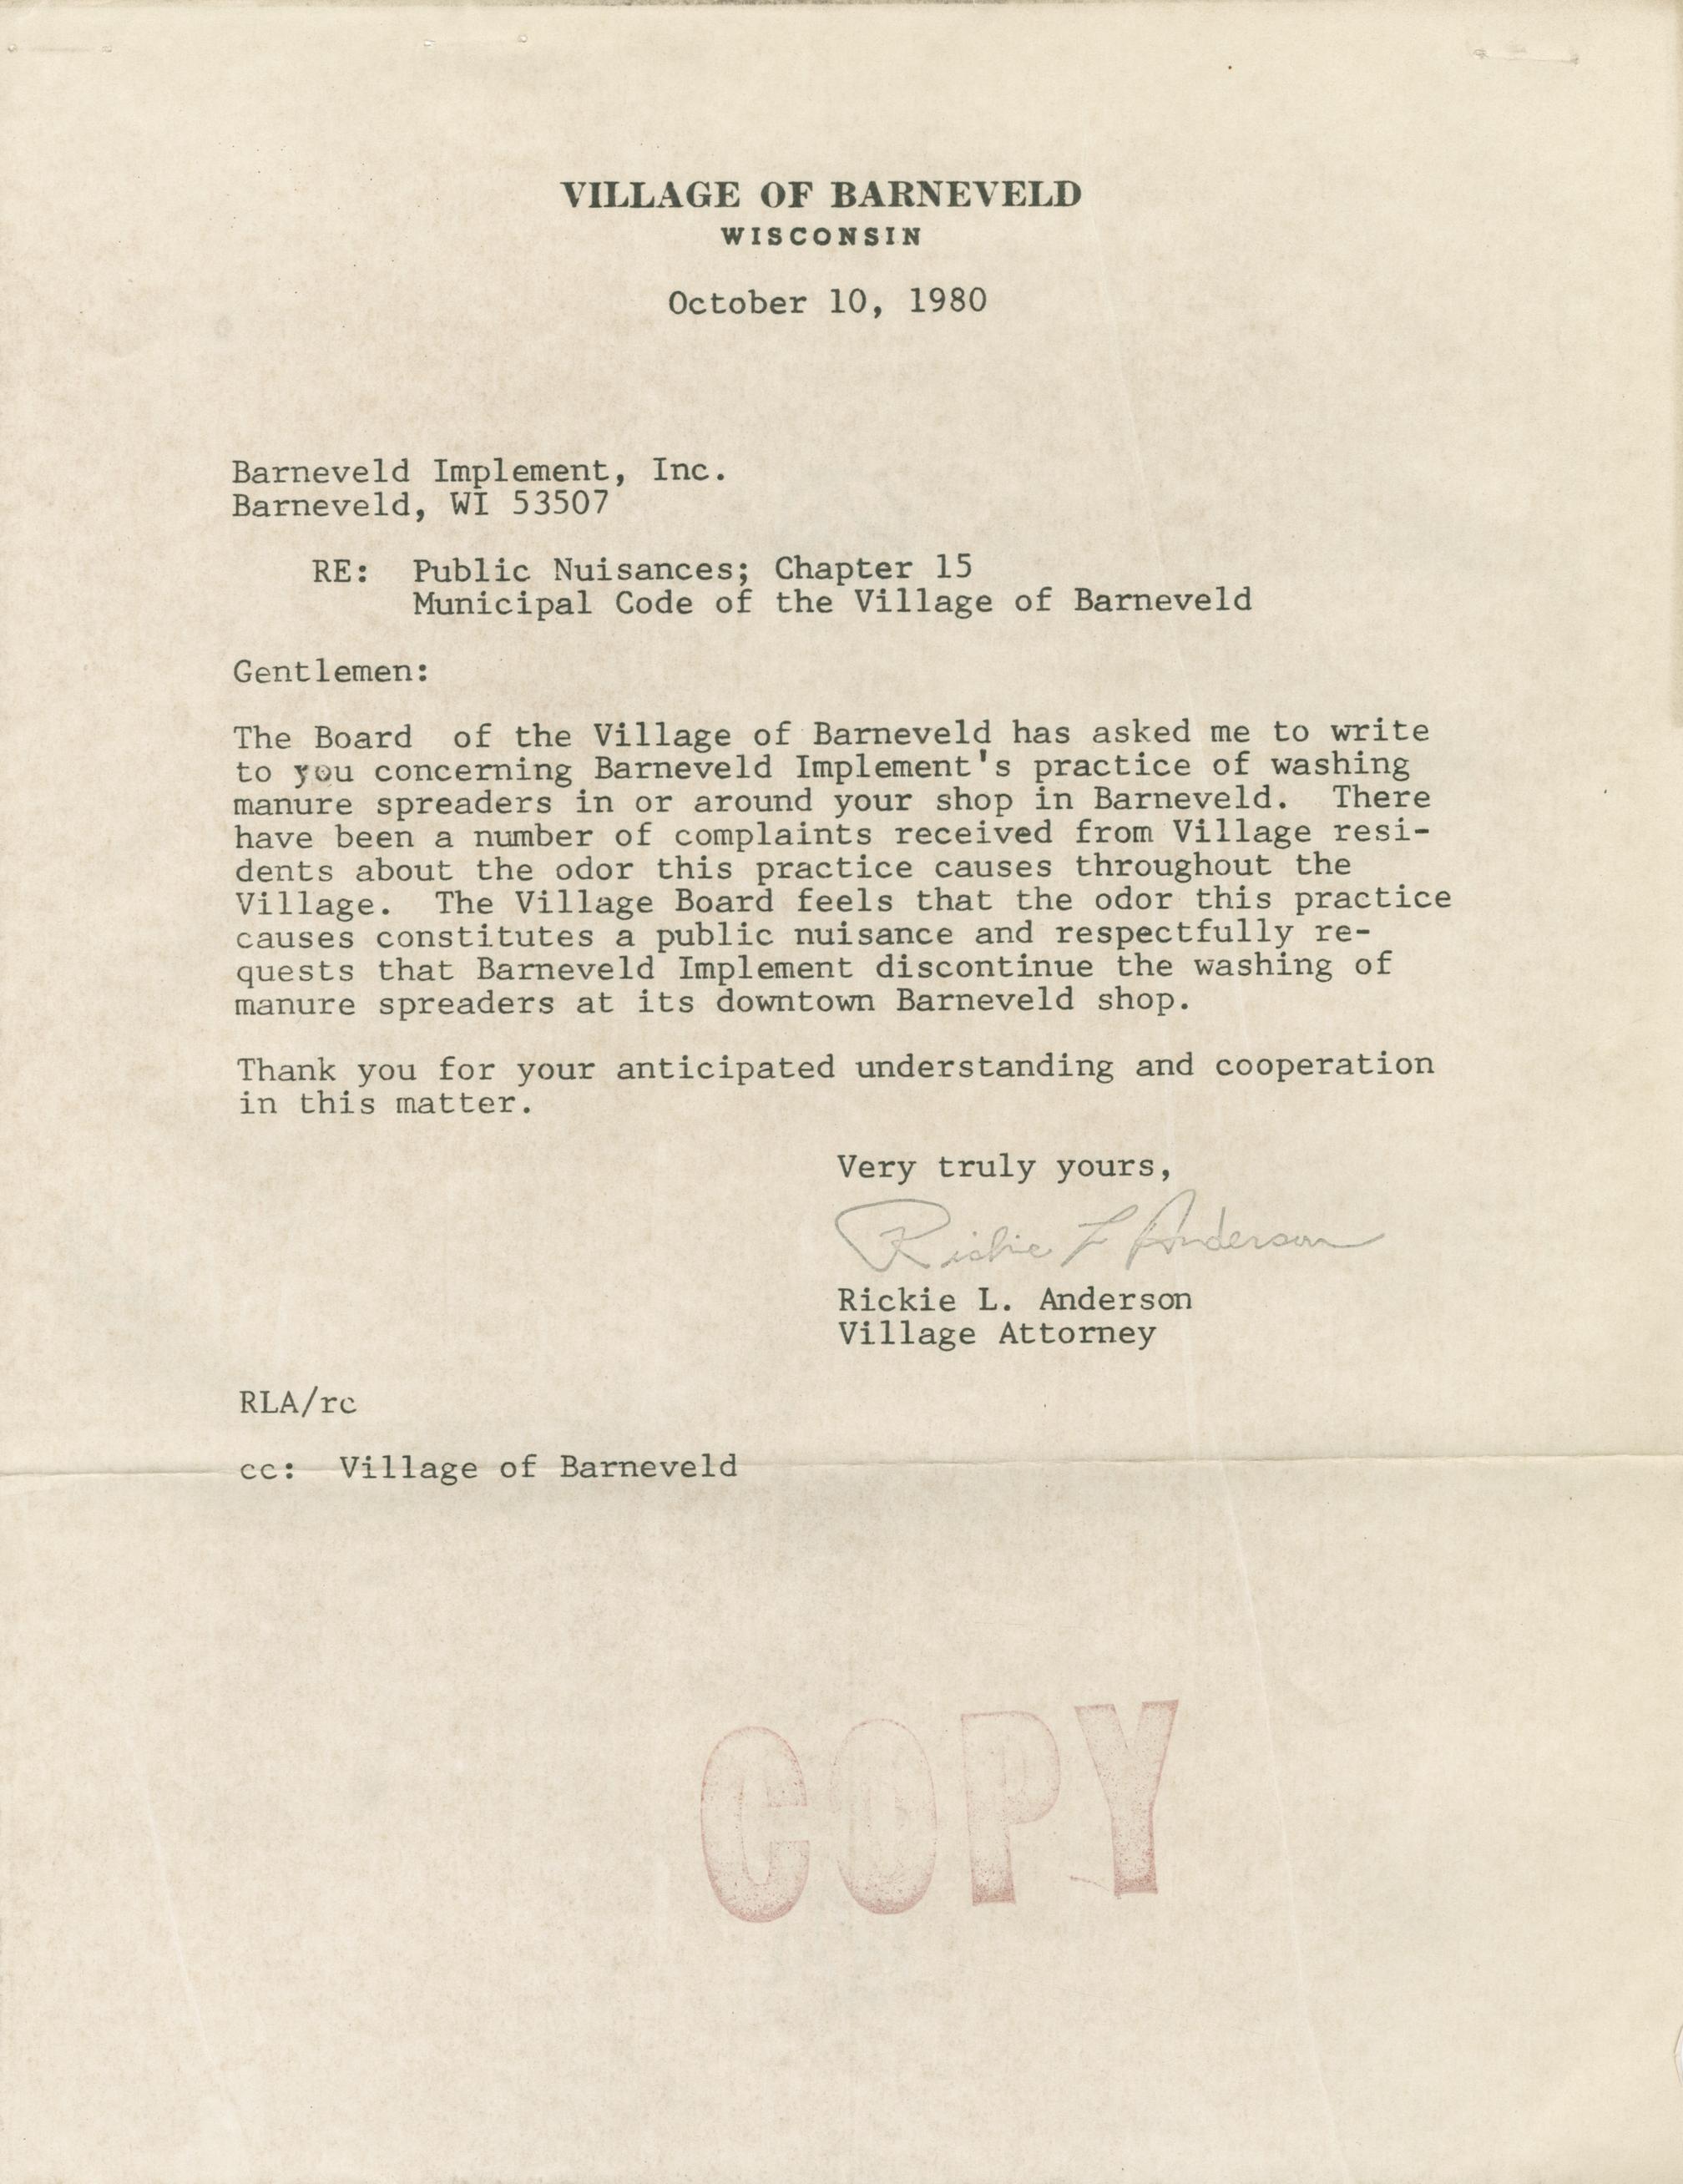 VILLAGE OF BARNEVELD
WISCONSIN
October 10, 1980
Barneveld Implement, Inc.
Barneveld, WI 53507
RE: Public Nuisances; Chapter 15
Municipal Code of the Village of Barneveld
Gentlemen:
The Board of the Village of Barneveld has asked me to write
to you concerning Barneveld Implement's practice of washing
manure spreaders in or around your shop in Barneveld. There
have been a number of complaints received from Village resi-
dents about the odor this practice causes throughout the
Village. The Village Board feels that the odor this practice
causes constitutes a public nuisance and respectfully re-
quests that Barneveld Implement discontinue the washing of
manure spreaders at its downtown Barneveld shop.
Thank you for your anticipated understanding and cooperation
in this matter.
Very truly yours,
Rickie L Anderson
Rickie L. Anderson
Village Attorney
RLA/rc
cc: Village of Barneveld
COPY